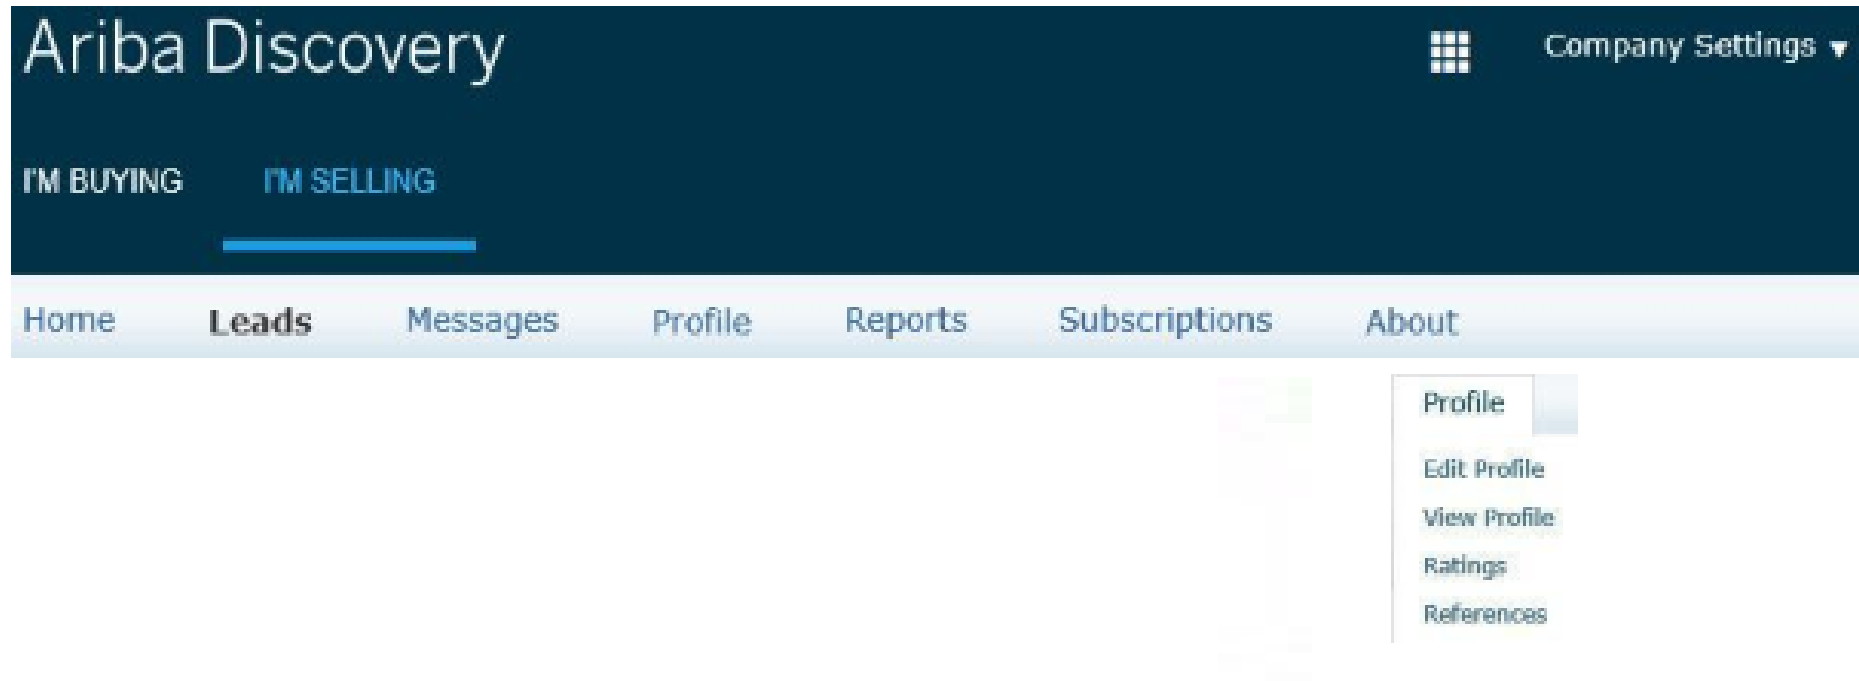 Ariba Discovery
Company Settings ▼
I'M BUYING I'M SELLING
Home Leads Messages Profile Reports Subscriptions About
Profile
Edit Profile
View Profile
Ratings
References